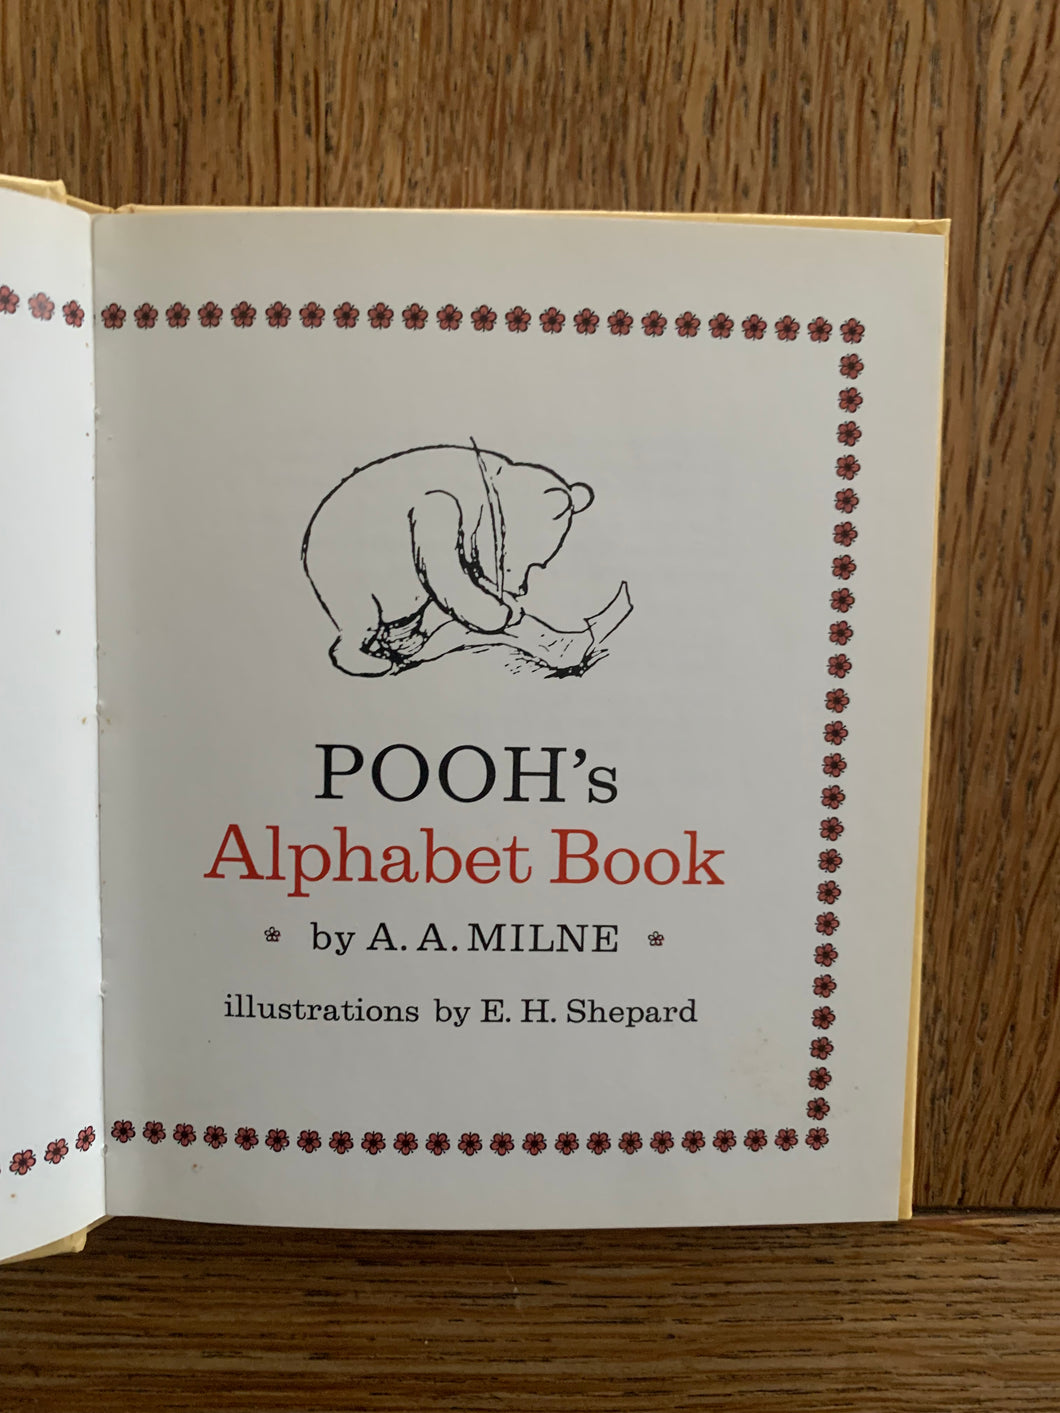 POOH's
Alphabet Book
by A. A. MILNE
illustrations by E. H. Shepard